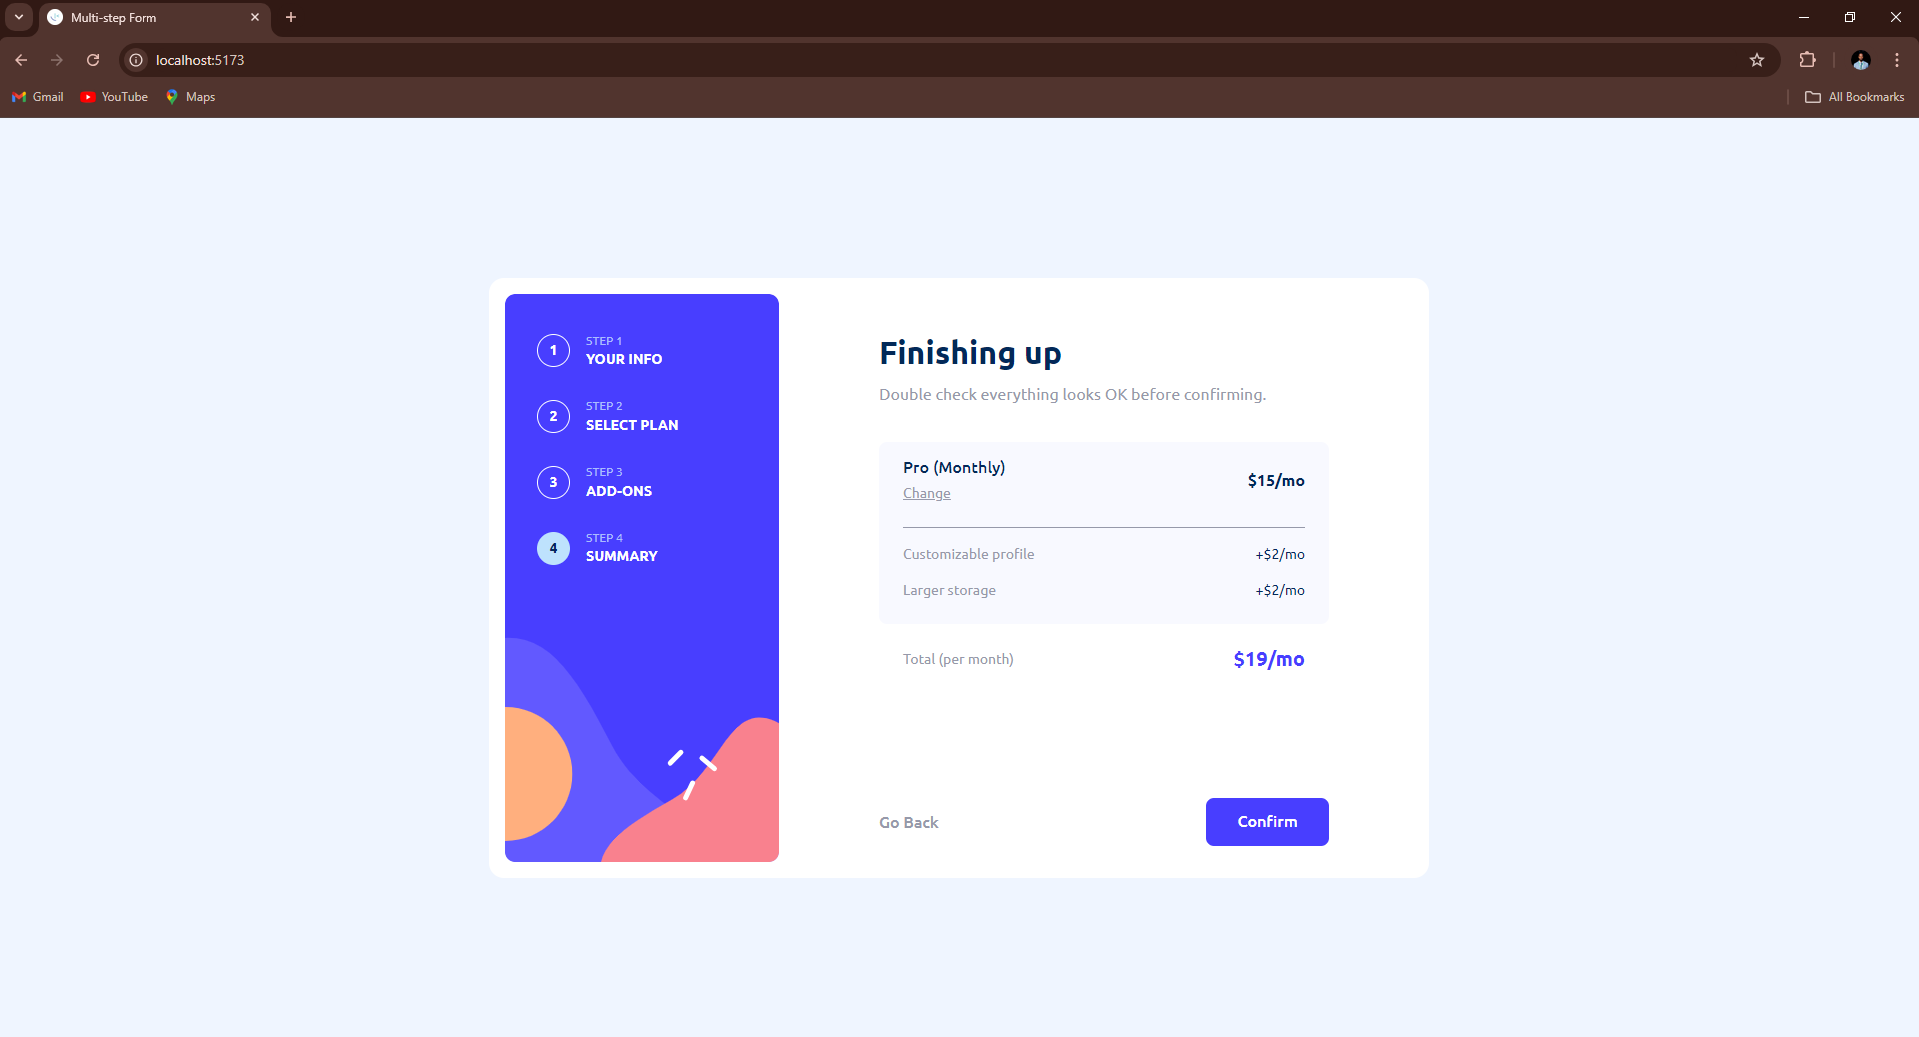 Multi-step Form
localhost:5173
Gmail YouTube Maps All Bookmarks
1 STEP 1
YOUR INFO
2 STEP 2
SELECT PLAN
3 STEP 3
ADD-ONS
4 STEP 4
SUMMARY
Finishing up
Double check everything looks OK before confirming.
Pro (Monthly)
Change
$15/mo
Customizable profile +$2/mo
Larger storage +$2/mo
Total (per month) $19/mo
Go Back Confirm